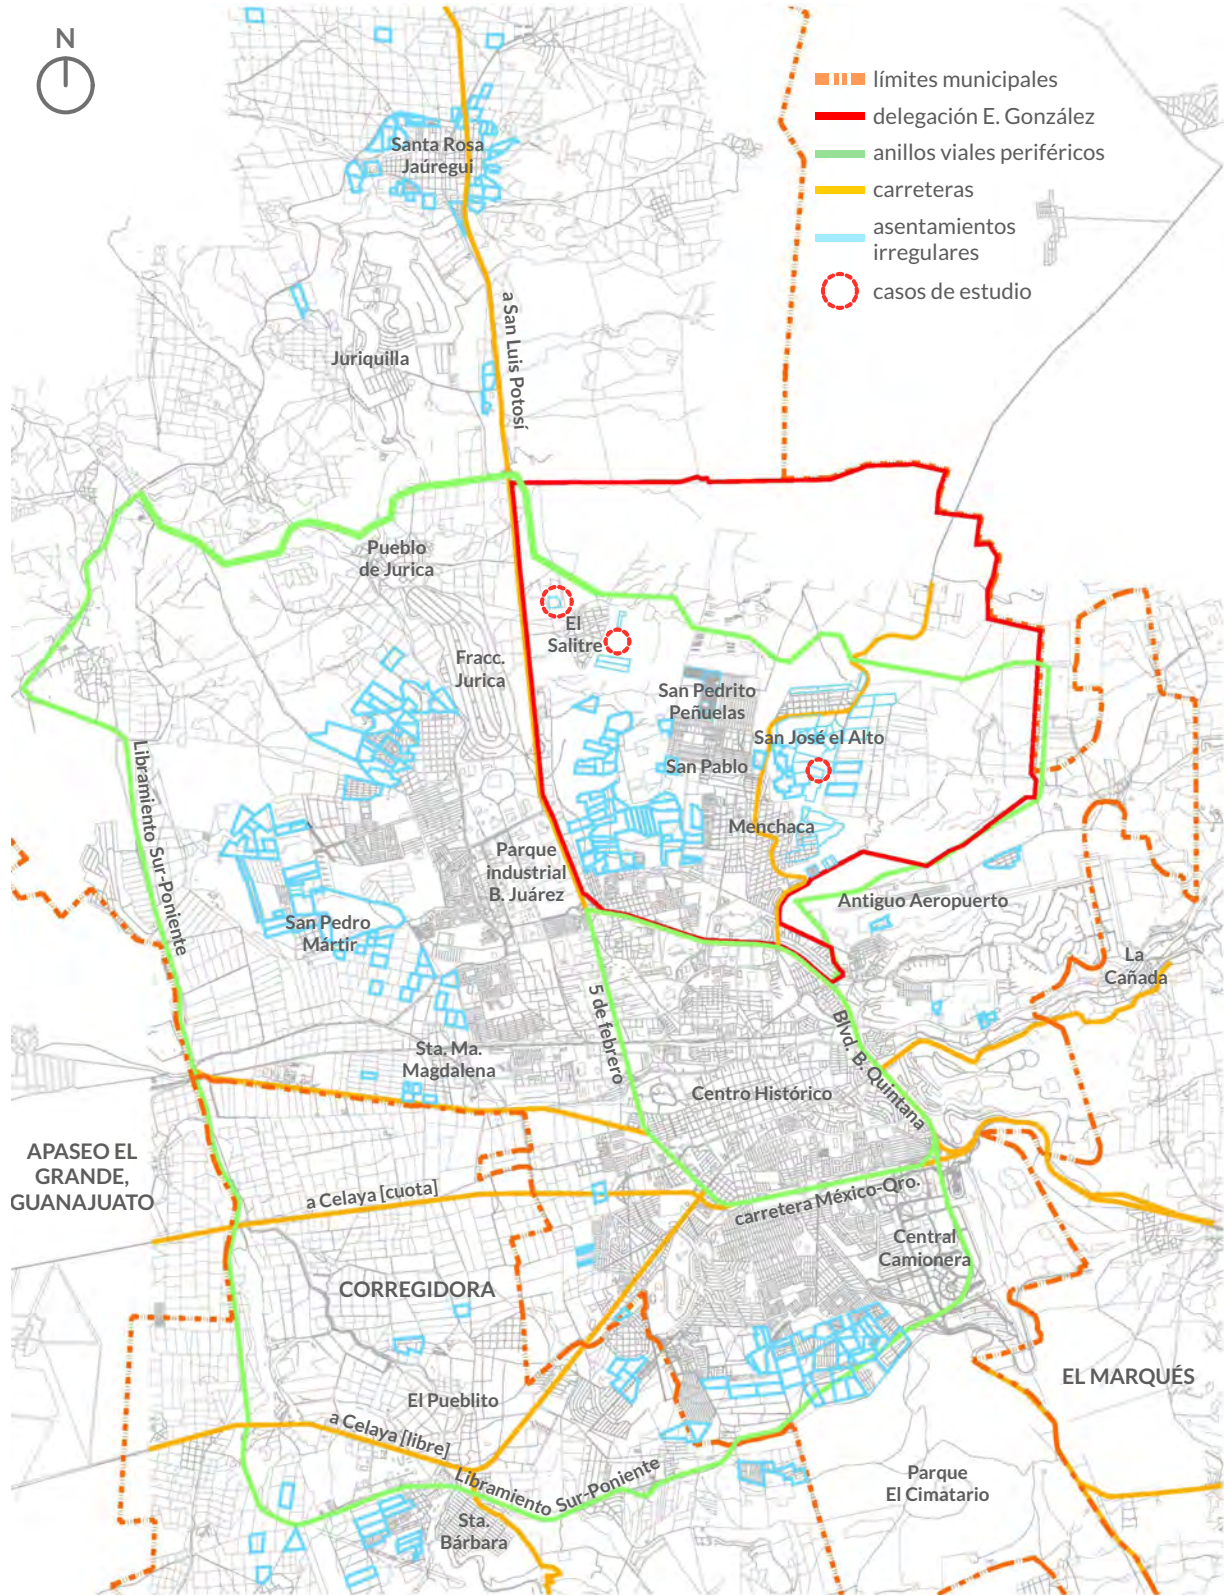 N
límites municipales
delegación E. González
anillos viales periféricos
carreteras
asentamientos
irregulares
casos de estudio
Santa Rosa
Jaúregui
a San Luis Potosí
Juriquilla
Pueblo
de Jurica
El
Salitre
Fracc.
Jurica
San Pedrito
Peñuelas
San José el Alto
San Pablo
Libramiento Sur-Poniente
Menchaca
Parque
industrial
B. Juárez
Antiguo Aeropuerto
San Pedro
Mártir
La
Cañada
5 de febrero
Blvd. B. Quintana
Sta. Ma.
Magdalena
Centro Histórico
APASEO EL
GRANDE,
GUANAJUATO
a Celaya [cuota]
carretera México-Qro.
Central
Camionera
CORREGIDORA
EL MARQUÉS
El Pueblito
a Celaya [libre]
Libramiento Sur-Poniente
Parque
El Cimatario
Sta.
Bárbara